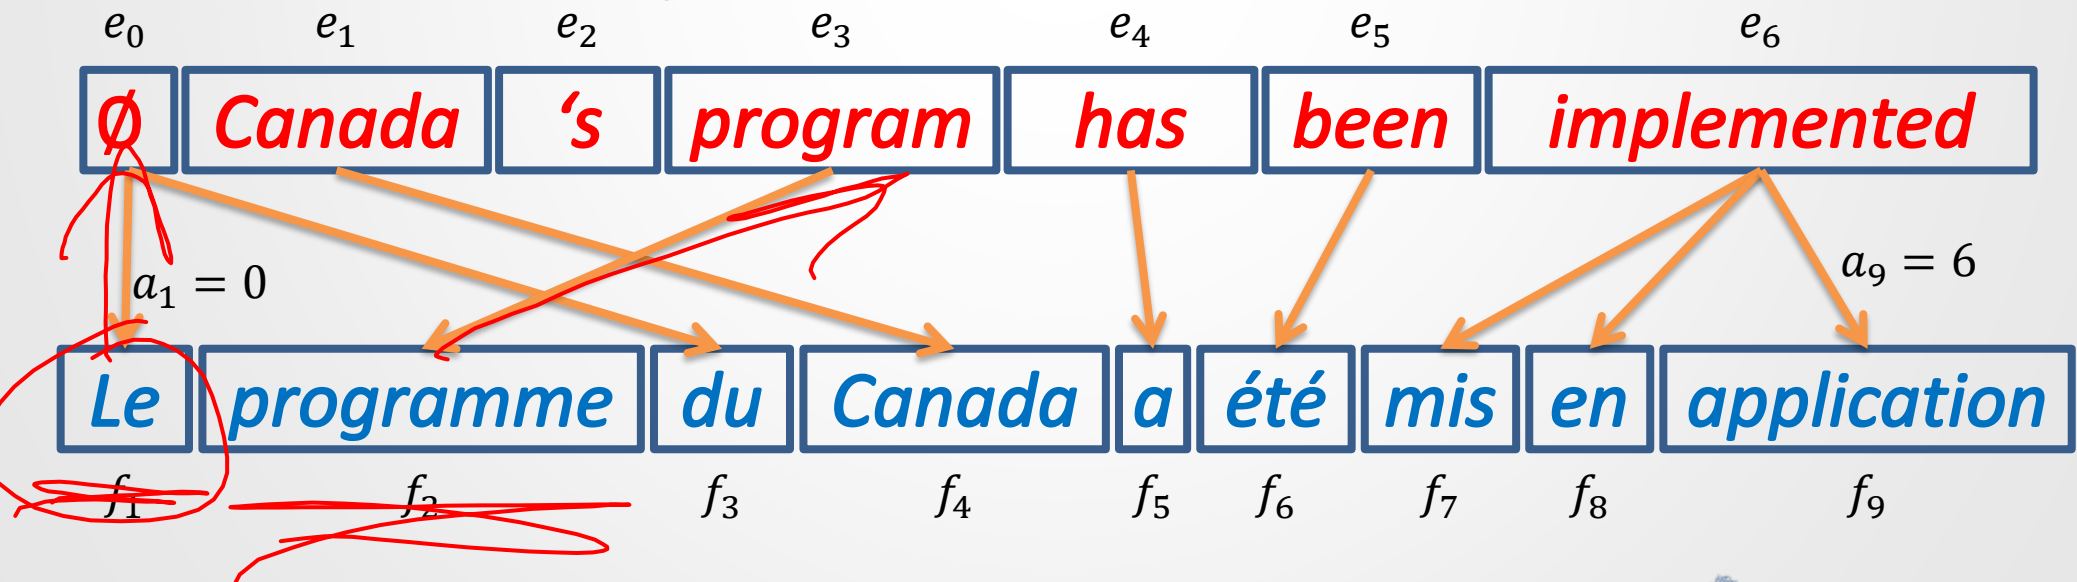 e₀ e₁ e₂ e₃ e₄ e₅ e₆
Ø Canada ‘s program has been implemented
a₁ = 0 a₉ = 6
Le programme du Canada a été mis en application
f₁ f₂ f₃ f₄ f₅ f₆ f₇ f₈ f₉